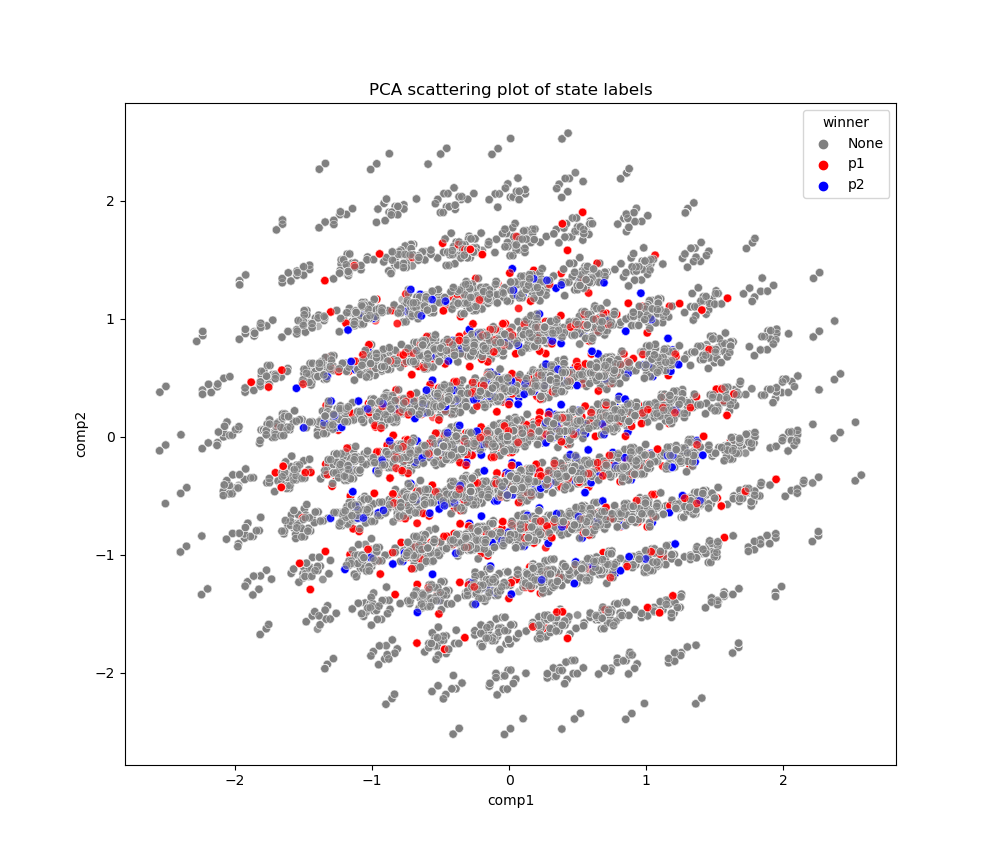 PCA scattering plot of state labels
winner
None
p1
p2
2
1
0
−1
−2
comp2
−2
−1
0
1
2
comp1